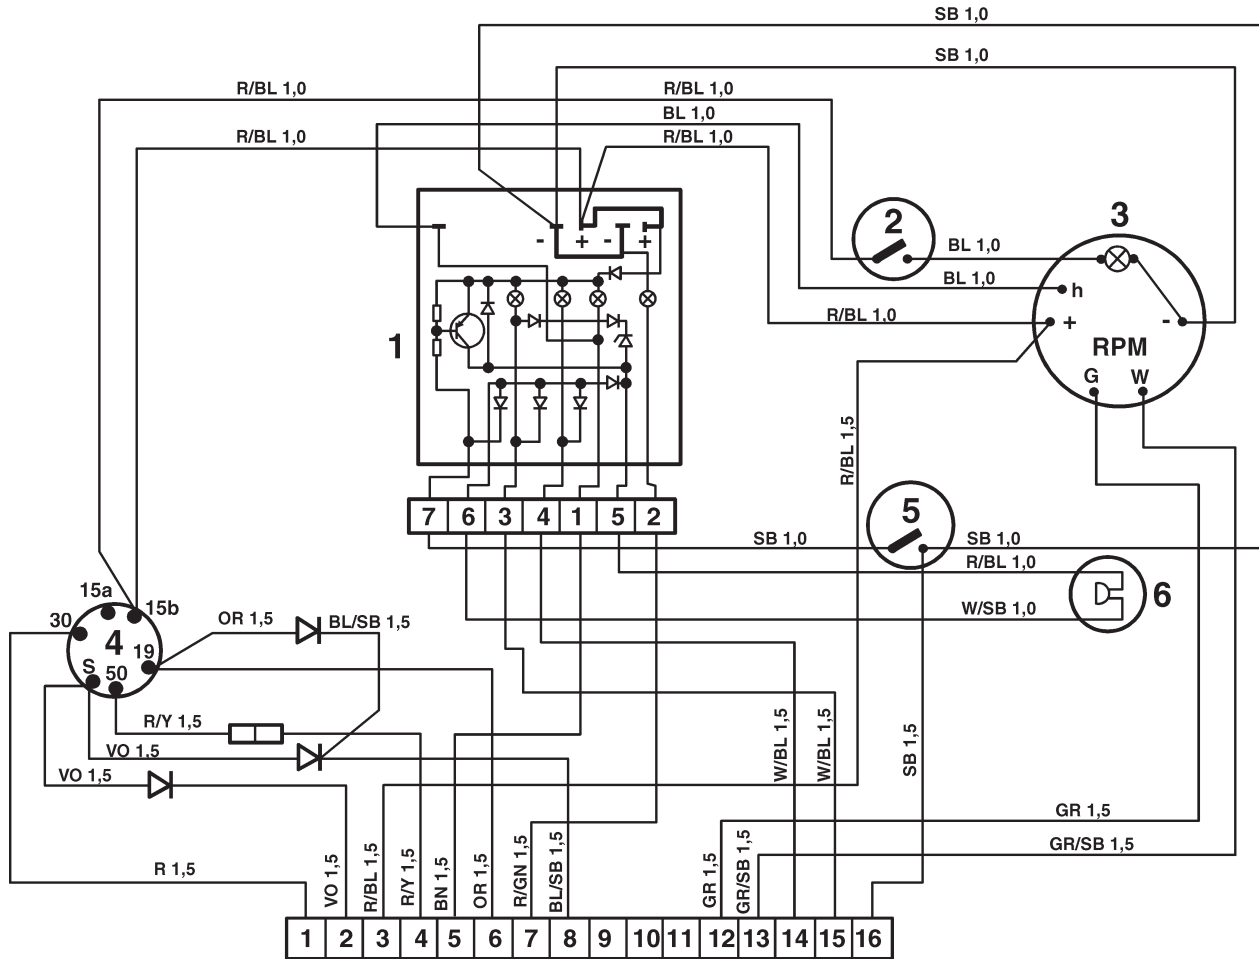 SB 1,0
SB 1,0
R/BL 1,0 R/BL 1,0
BL 1,0
R/BL 1,0 R/BL 1,0
2 3
- + - +
BL 1,0
BL 1,0 h
R/BL 1,0 + -
1 RPM
G W
R/BL 1,5
7 6 3 4 1 5 2
5
SB 1,0 SB 1,0
R/BL 1,0
6
W/SB 1,0
15a 15b
30 4 19
S 50
OR 1,5 BL/SB 1,5
R/Y 1,5
VO 1,5
VO 1,5
W/BL 1,5
W/BL 1,5
SB 1,5
GR 1,5
GR/SB 1,5
R 1,5
VO 1,5
R/BL 1,5
R/Y 1,5
BN 1,5
OR 1,5
R/GN 1,5
BL/SB 1,5
GR 1,5
GR/SB 1,5
1 2 3 4 5 6 7 8 9 10 11 12 13 14 15 16